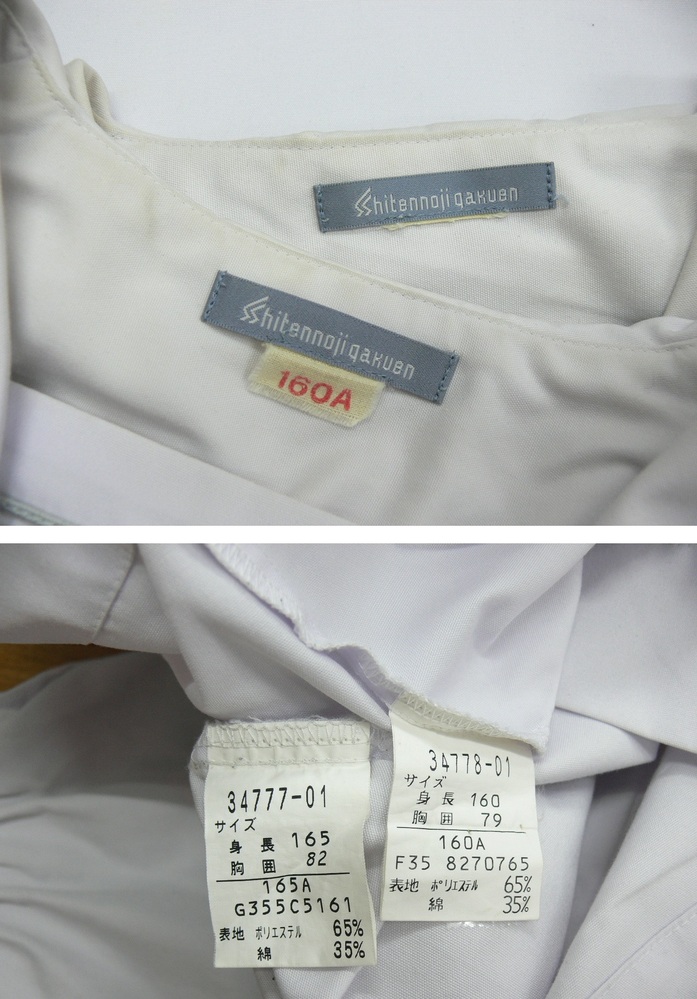 Shitennoji gakuen
Shitennoji gakuen
160A
34777-01
サイズ
身長 165
胸囲 82
165A
G355C5161
表地 ポリエステル 65%
綿 35%
34778-01
サイズ
身長 160
胸囲 79
160A
F35 8270765
表地 ポリエステル 65%
綿 35%